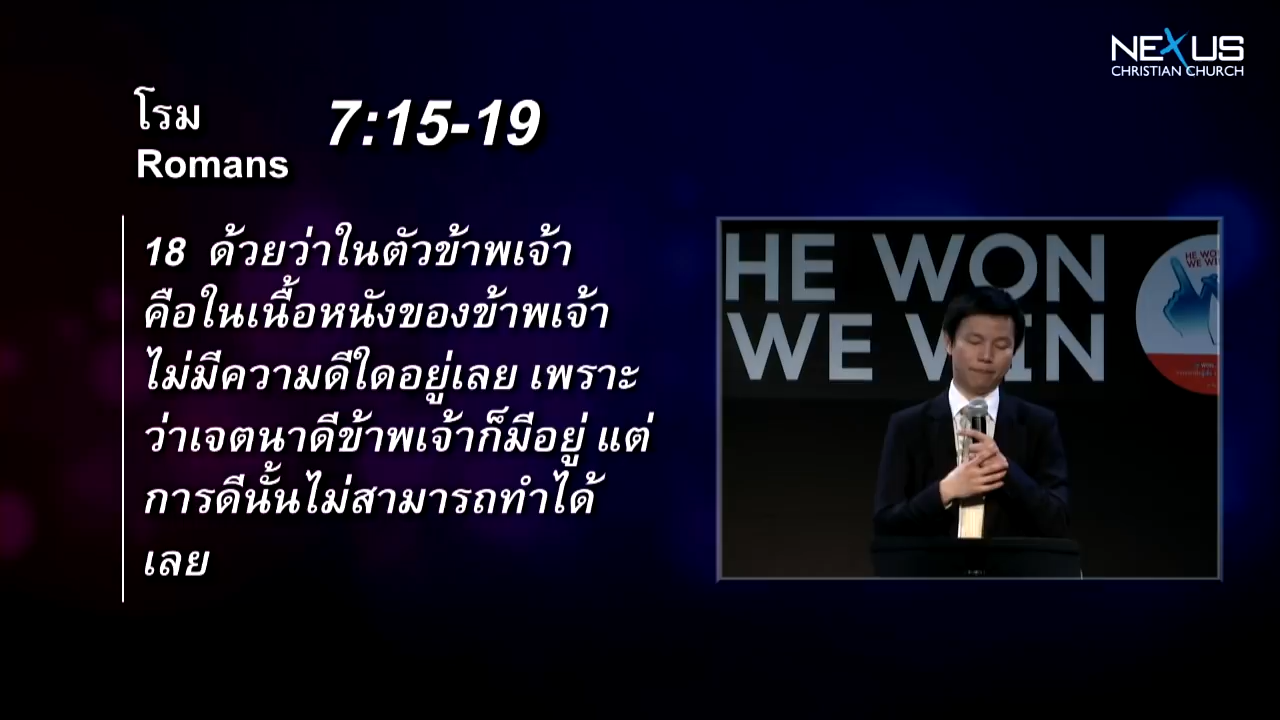 NEXUS
CHRISTIAN CHURCH
โรม
Romans
7:15-19
18 ด้วยว่าในตัวข้าพเจ้า
คือในเนื้อหนังของข้าพเจ้า
ไม่มีความดีใดอยู่เลย เพราะ
ว่าเจตนาดีข้าพเจ้าก็มีอยู่ แต่
การดีนั้นไม่สามารถทำได้
เลย
HE WON
WE WIN
HE WO
WE WI